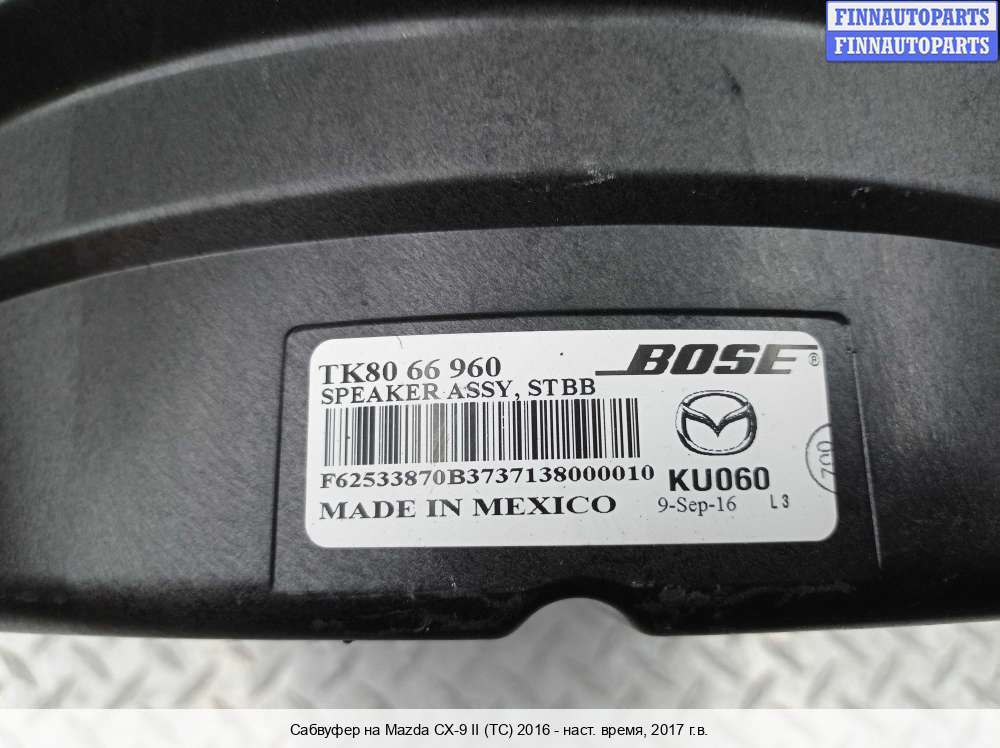 FINNAUTOPARTS
FINNAUTOPARTS
TK80 66 960
BOSE®
SPEAKER ASSY, STBB
F62533870B3737138000010
KU060
MADE IN MEXICO
9-Sep-16 L3
Сабвуфер на Mazda CX-9 II (TC) 2016 - наст. время, 2017 г.в.